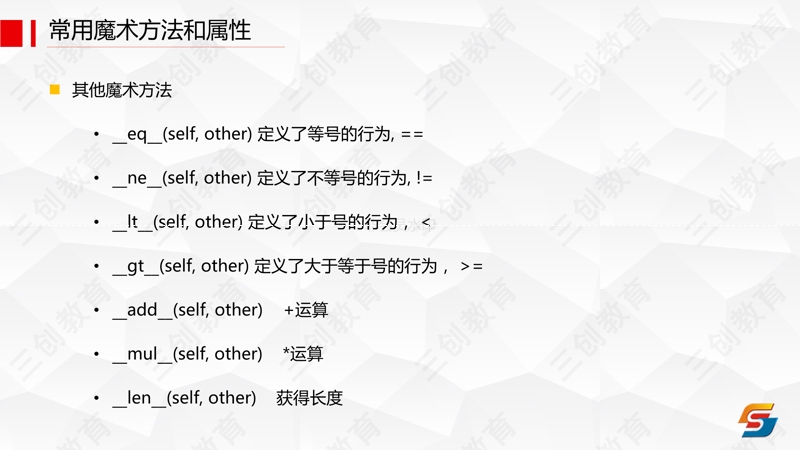 常用魔术方法和属性
其他魔术方法
• __eq__(self, other) 定义了等号的行为, ==
• __ne__(self, other) 定义了不等号的行为, !=
• __lt__(self, other) 定义了小于号的行为， <
• __gt__(self, other) 定义了大于等于号的行为， >=
• __add__(self, other) +运算
• __mul__(self, other) *运算
• __len__(self, other) 获得长度
三创教育